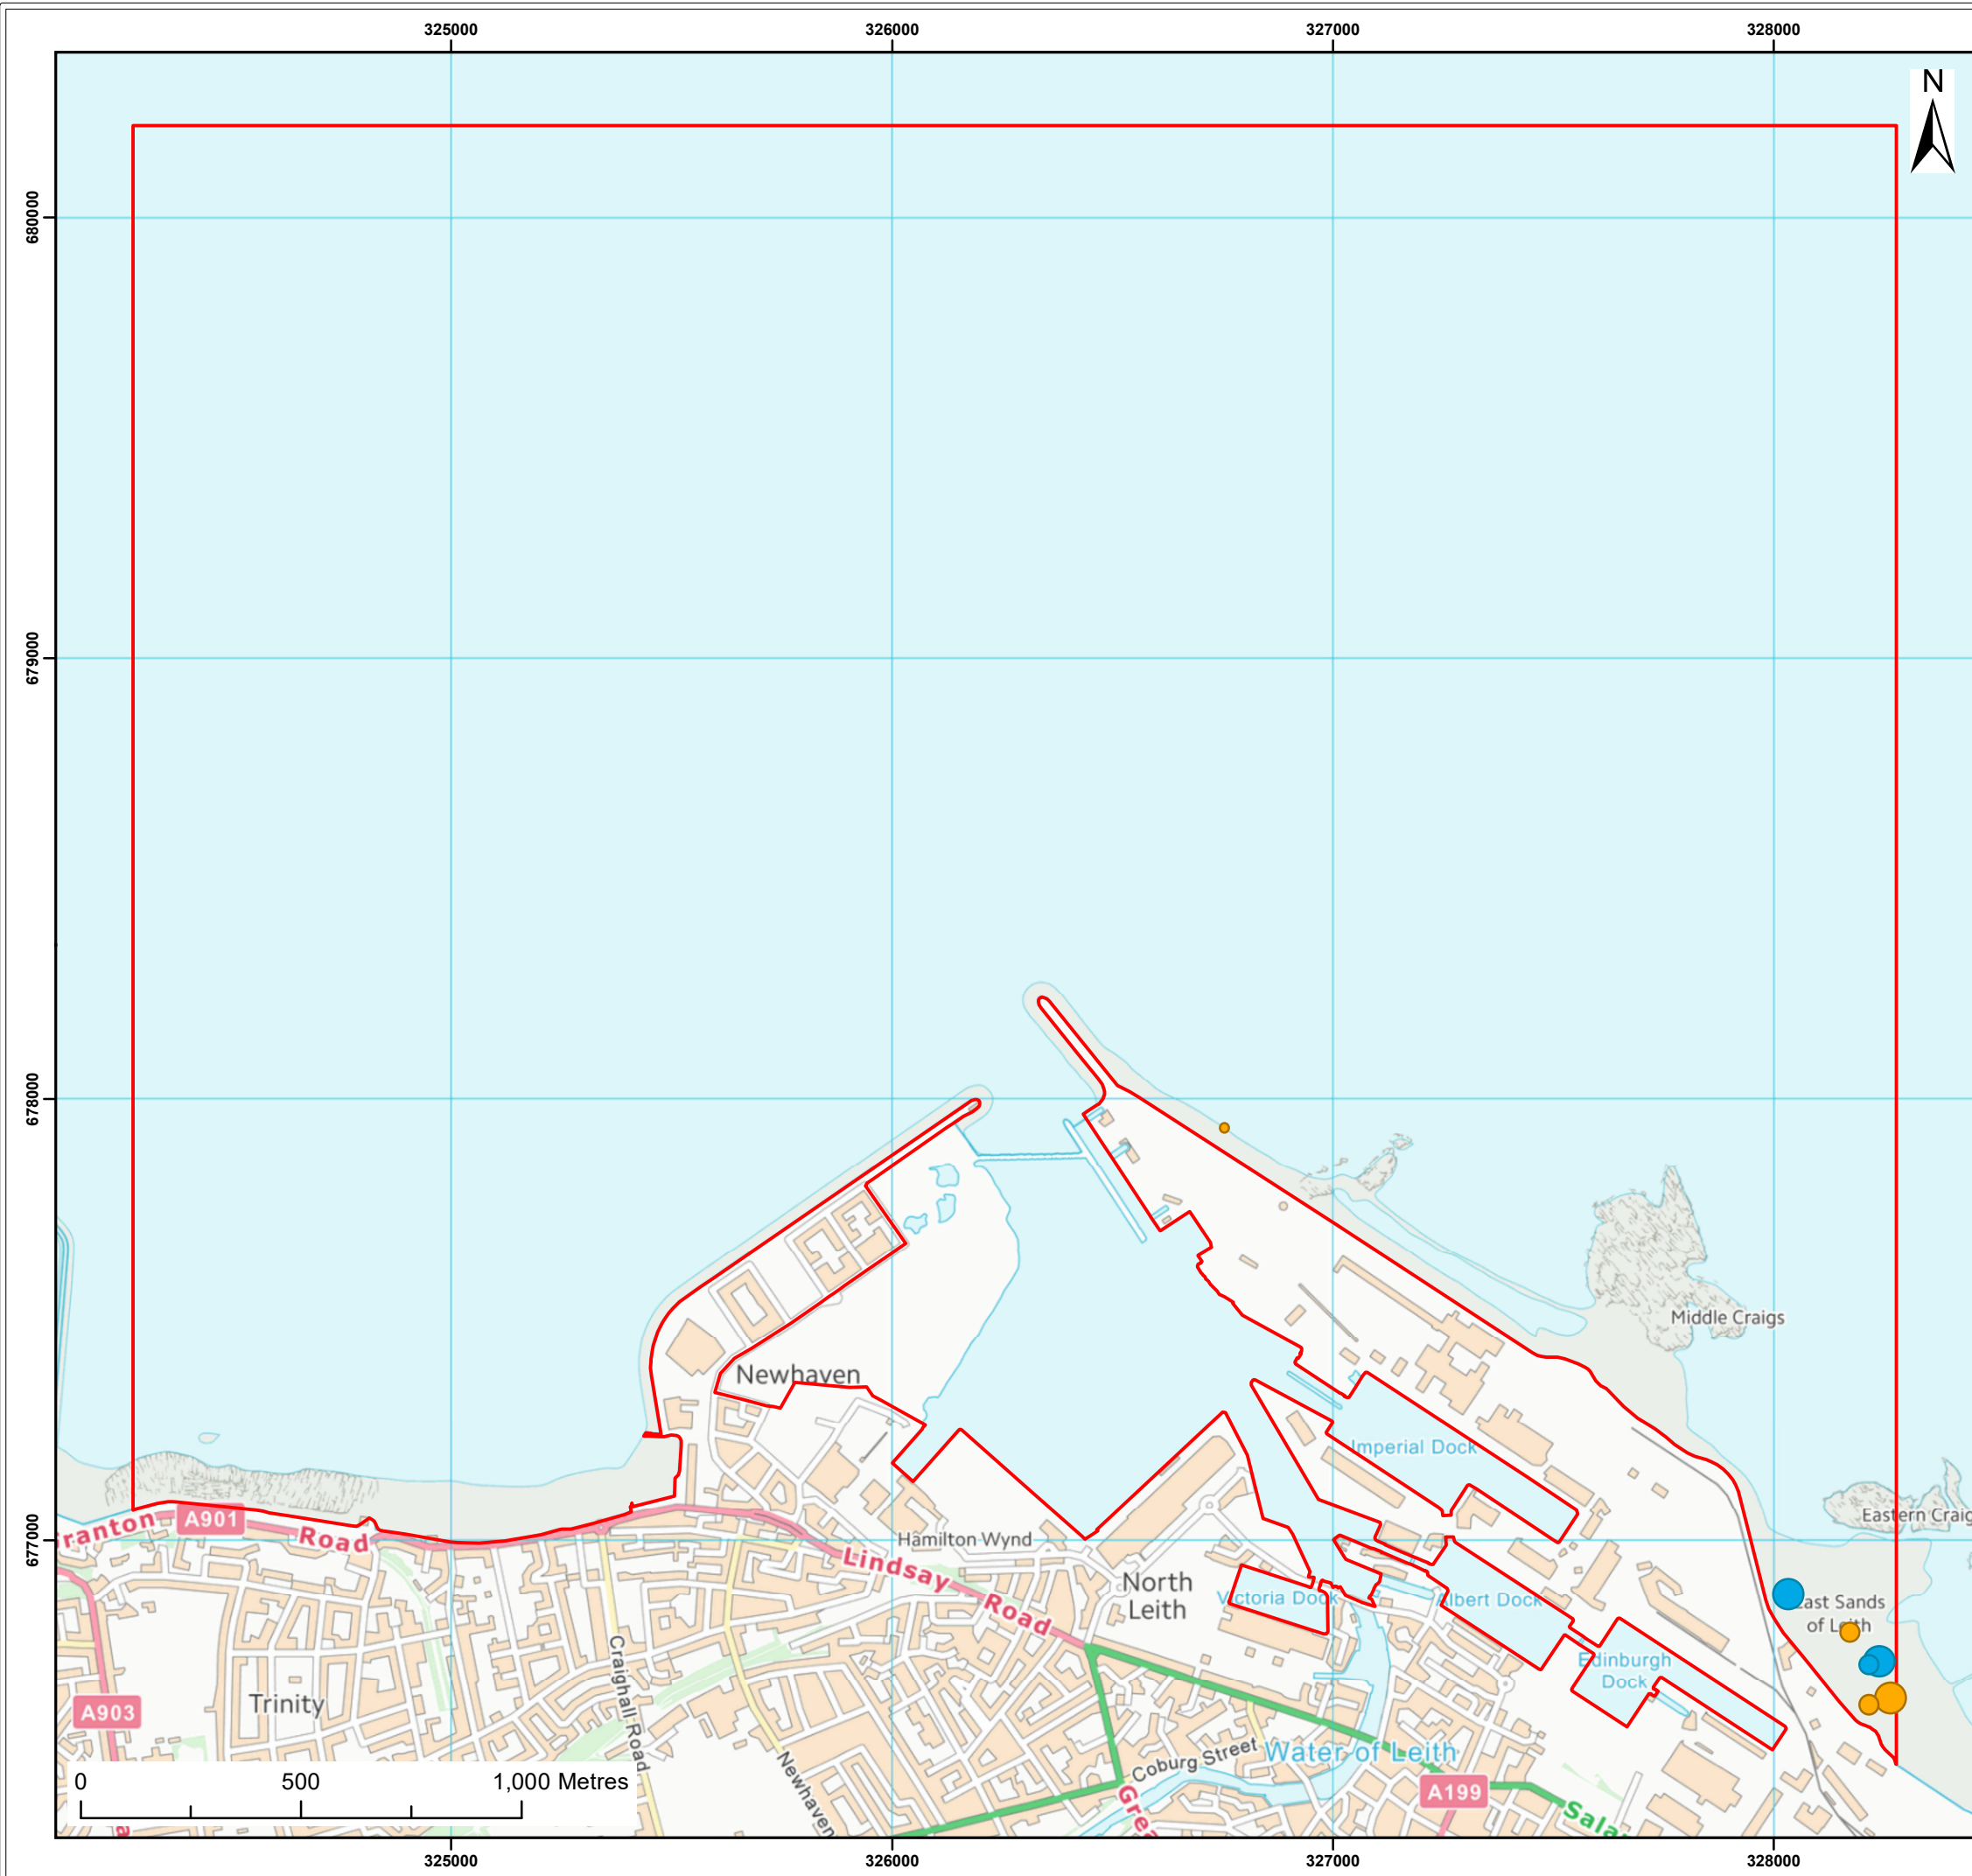 325000 326000 327000 328000
N
680000
679000
678000
677000
Middle Craigs
Newhaven
Imperial Dock
A901
Road
Hamilton Wynd
Lindsay Road
North
Leith
Victoria Dock
Albert Dock
Edinburgh
Dock
Eastern Craig
East Sands
of Leith
Trinity
A903
Craighall Road
Newhaven
Coburg Street
Water of Leith
A199
0 500 1,000 Metres
325000 326000 327000 328000